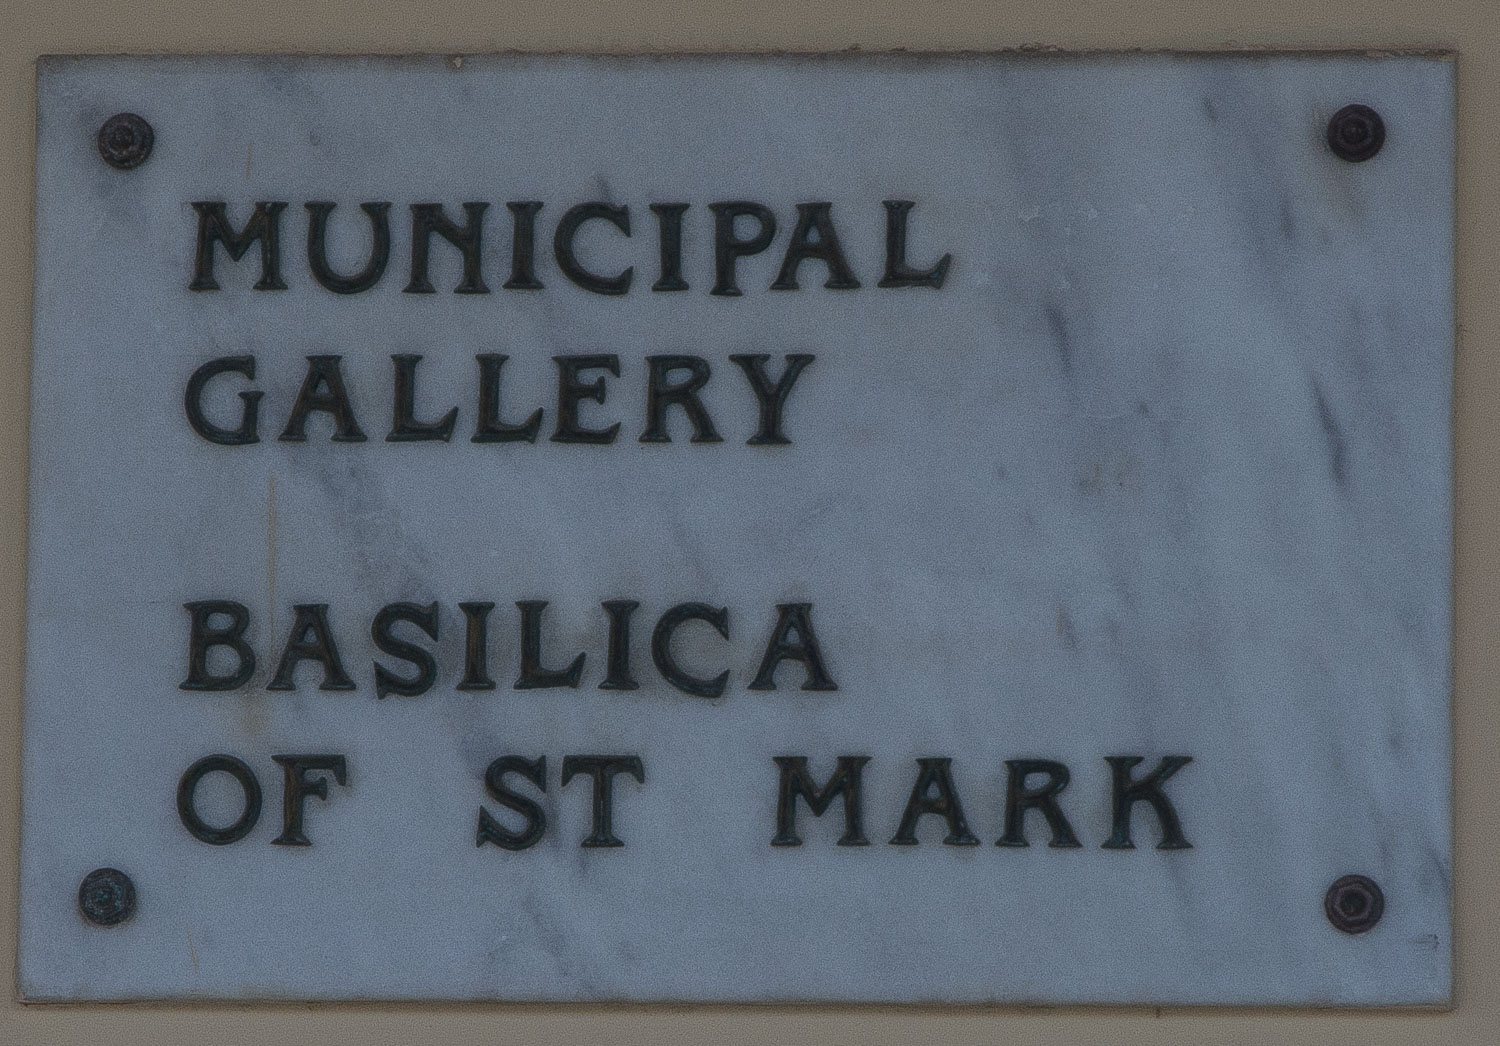 MUNICIPAL
GALLERY
BASILICA
OF ST MARK